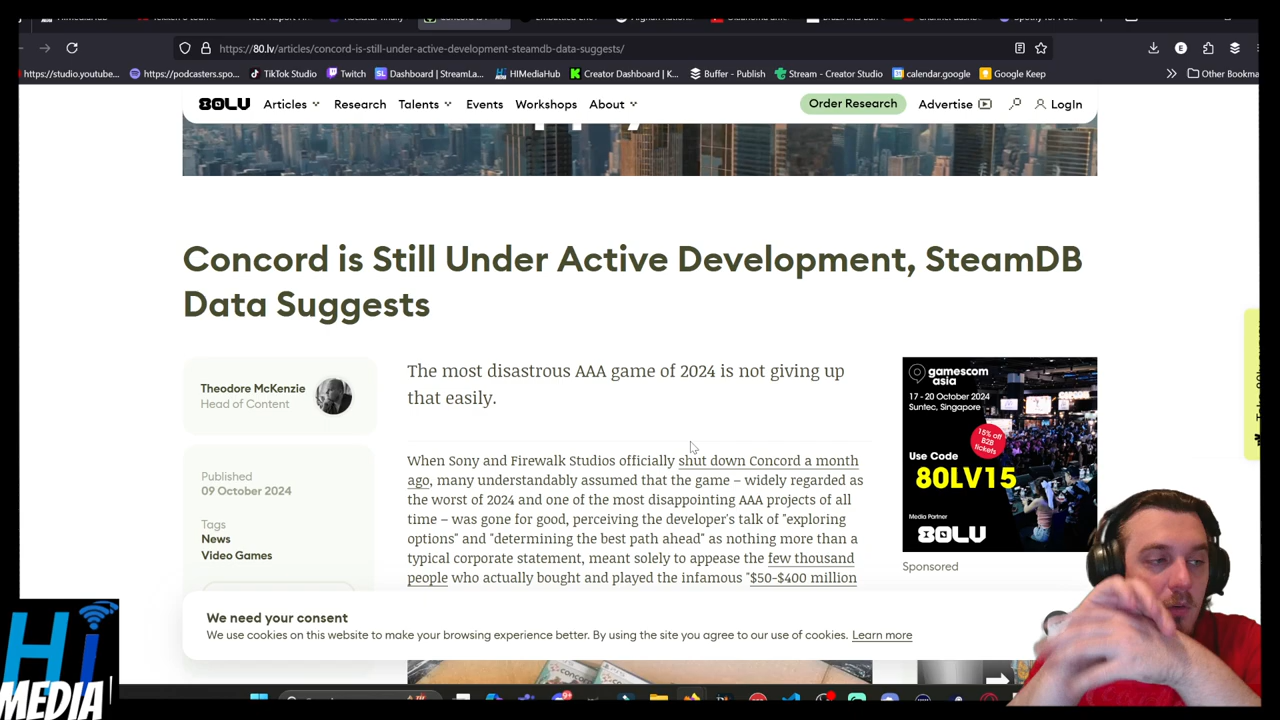 https://80.lv/articles/concord-is-still-under-active-development-steamdb-data-suggests/
https://studio.youtube... https://podcasters.spo... TikTok Studio Twitch Dashboard | StreamLa... HIMediaHub Creator Dashboard | K... Buffer - Publish Stream - Creator Studio calendar.google Google Keep Other Bookma
80LV Articles Research Talents Events Workshops About Order Research Advertise LogIn
Concord is Still Under Active Development, SteamDB
Data Suggests
Theodore McKenzie
Head of Content
Published
09 October 2024
Tags
News
Video Games
The most disastrous AAA game of 2024 is not giving up
that easily.
When Sony and Firewalk Studios officially shut down Concord a month
ago, many understandably assumed that the game – widely regarded as
the worst of 2024 and one of the most disappointing AAA projects of all
time – was gone for good, perceiving the developer's talk of "exploring
options" and "determining the best path ahead" as nothing more than a
typical corporate statement, meant solely to appease the few thousand
people who actually bought and played the infamous "$50-$400 million
gamescom
asia
17 - 20 October 2024
Suntec, Singapore
15% off
B2B
tickets
Use Code
80LV15
Media Partner
80LV
Sponsored
We need your consent
We use cookies on this website to make your browsing experience better. By using the site you agree to our use of cookies. Learn more
Hi
MEDIA